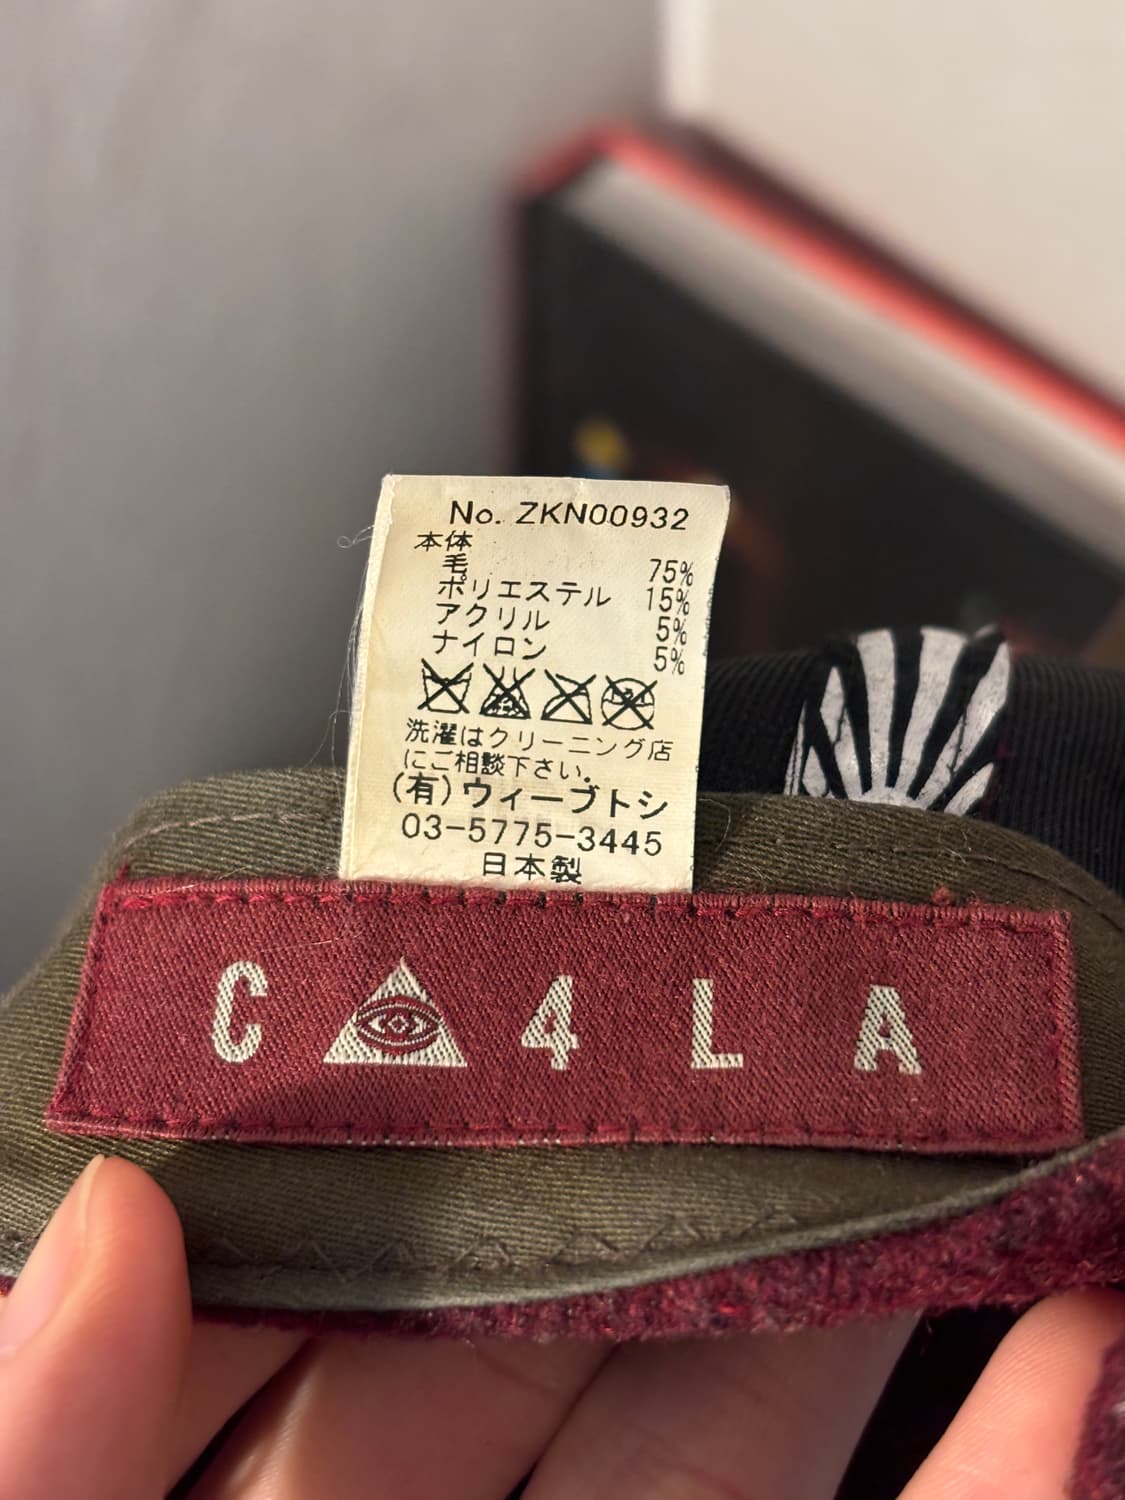 No. ZKN00932
本体
毛 75%
ポリエステル 15%
アクリル 5%
ナイロン 5%
洗濯はクリーニング店
にご相談下さい.
(有)ウィーブトシ
03-5775-3445
日本製
C 4 L A